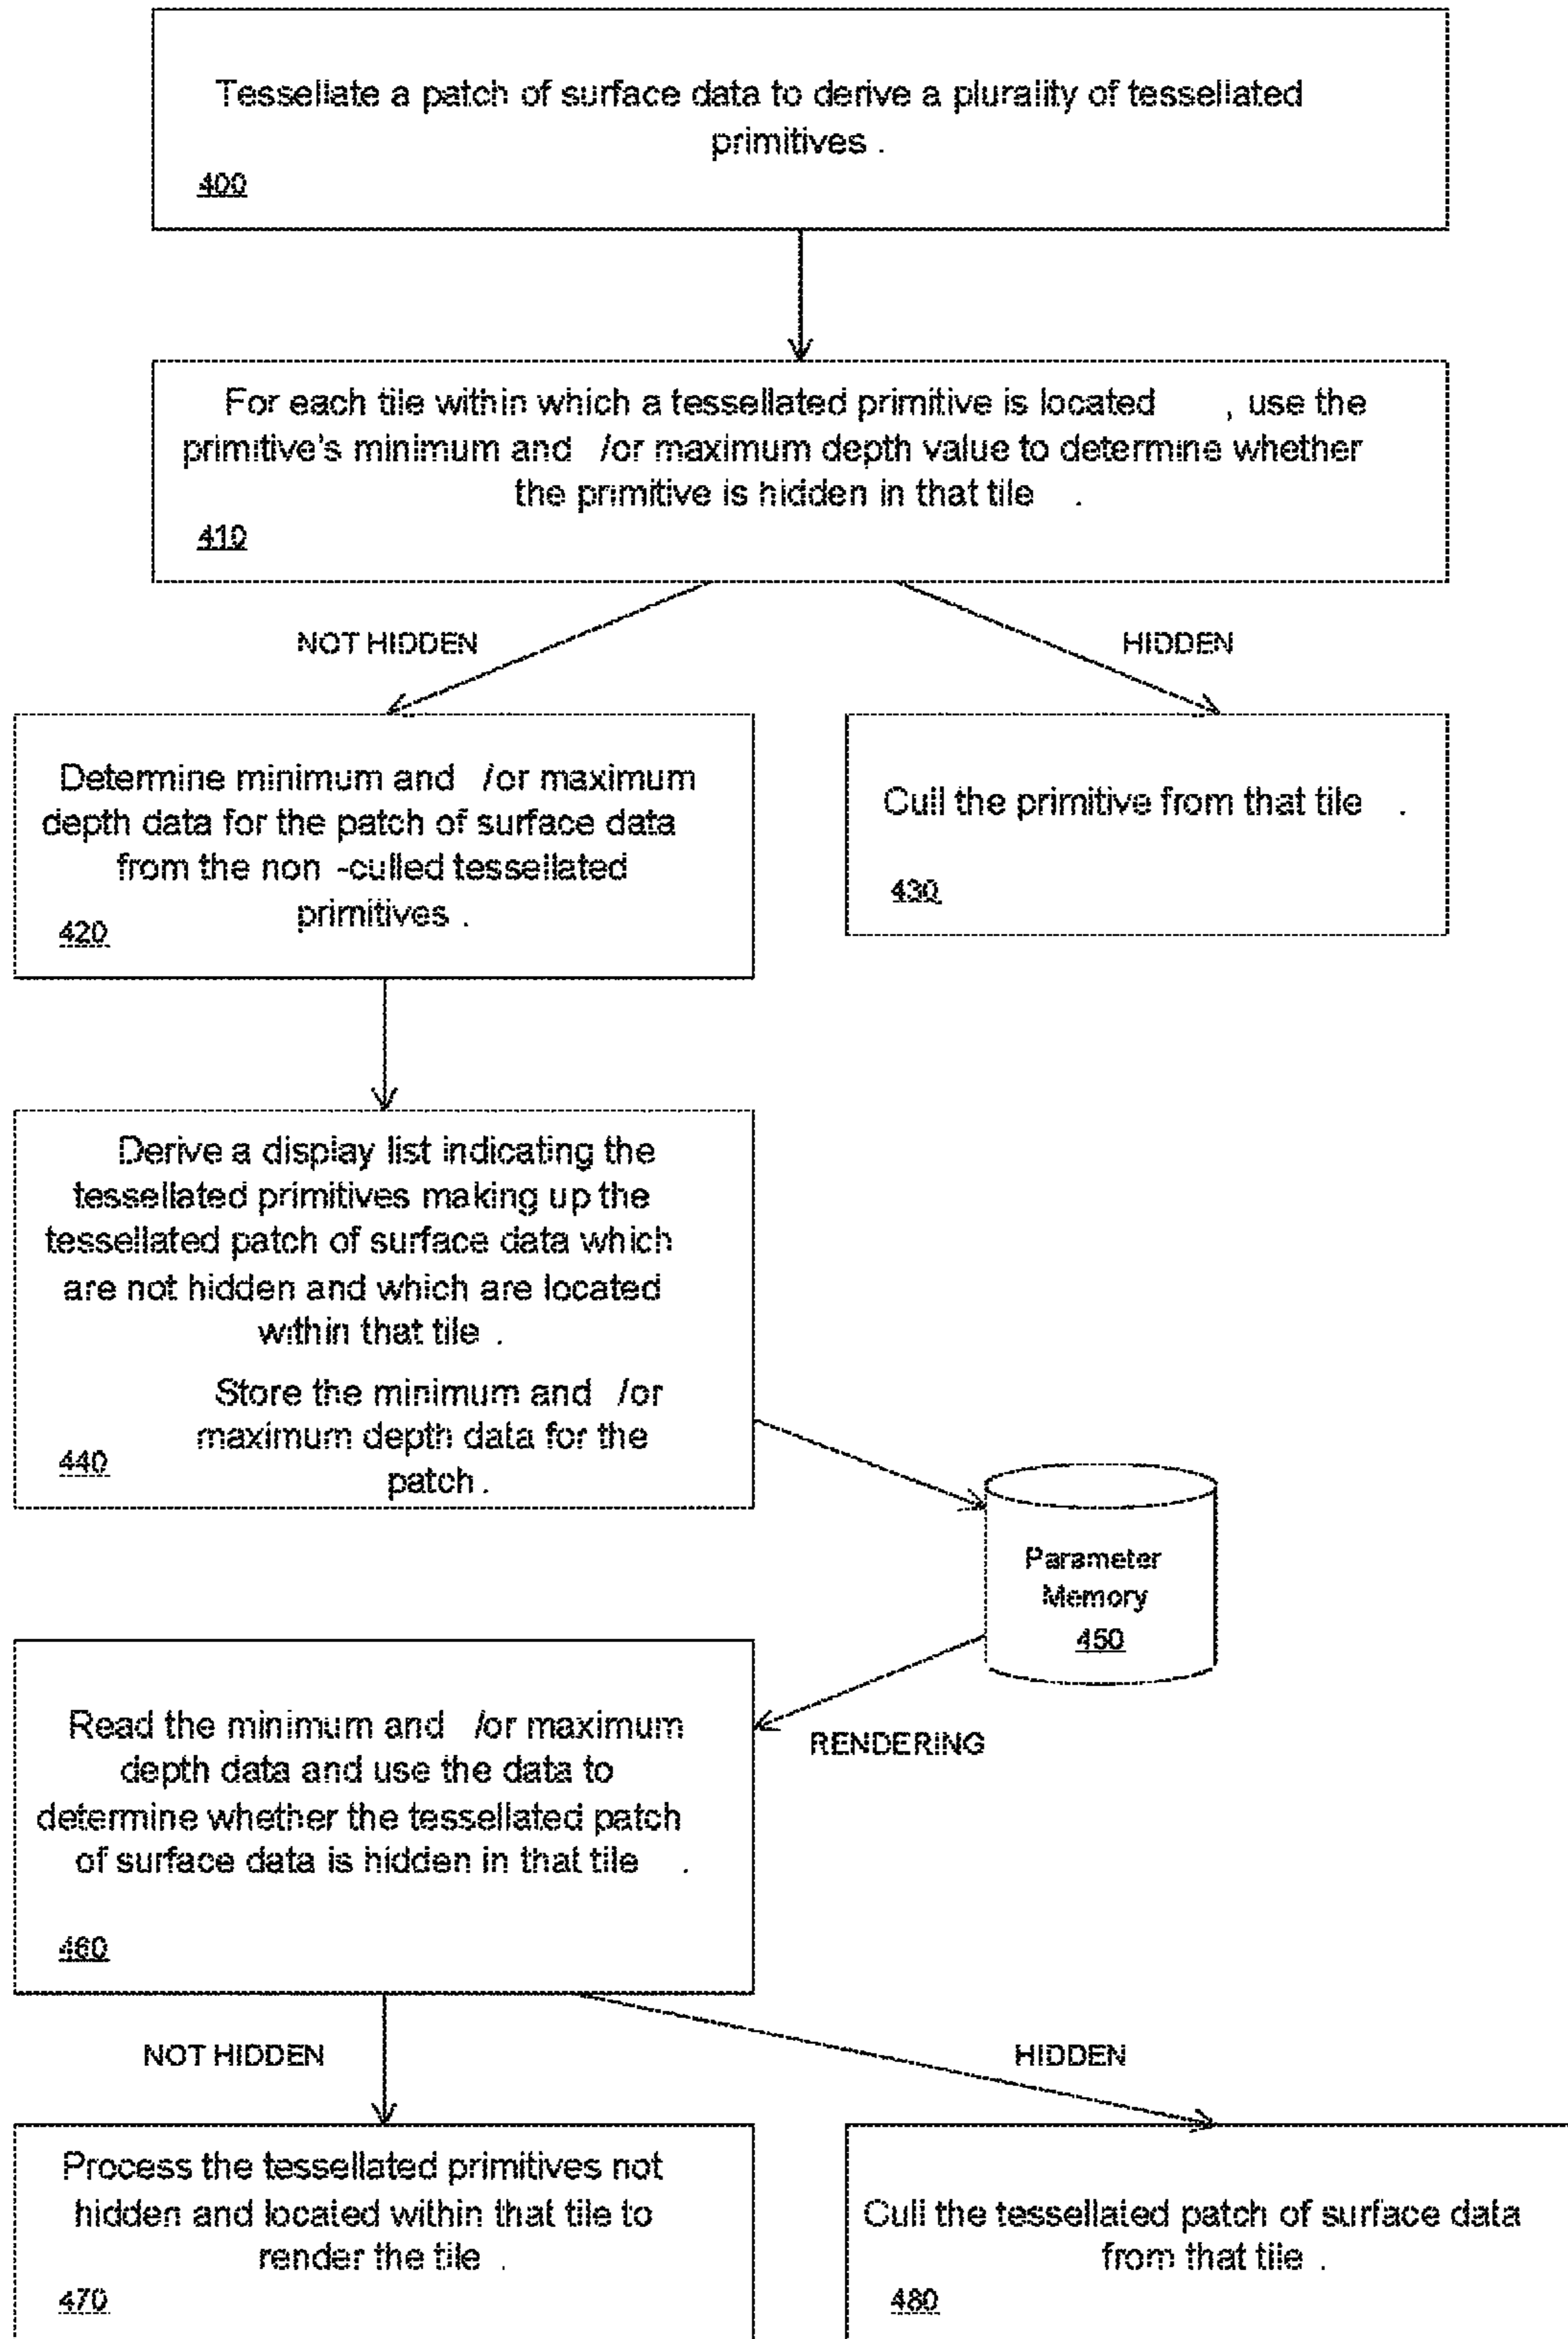 Tessellate a patch of surface data to derive a plurality of tessellated
primitives .
400
For each tile within which a tessellated primitive is located , use the
primitive's minimum and /or maximum depth value to determine whether
the primitive is hidden in that tile .
410
NOT HIDDEN
HIDDEN
Determine minimum and /or maximum
depth data for the patch of surface data
from the non -culled tessellated
primitives .
420
Cull the primitive from that tile .
430
Derive a display list indicating the
tessellated primitives making up the
tessellated patch of surface data which
are not hidden and which are located
within that tile .
Store the minimum and /or
maximum depth data for the
patch .
440
Parameter
Memory
450
RENDERING
Read the minimum and /or maximum
depth data and use the data to
determine whether the tessellated patch
of surface data is hidden in that tile .
460
NOT HIDDEN
HIDDEN
Process the tessellated primitives not
hidden and located within that tile to
render the tile .
470
Cull the tessellated patch of surface data
from that tile .
480